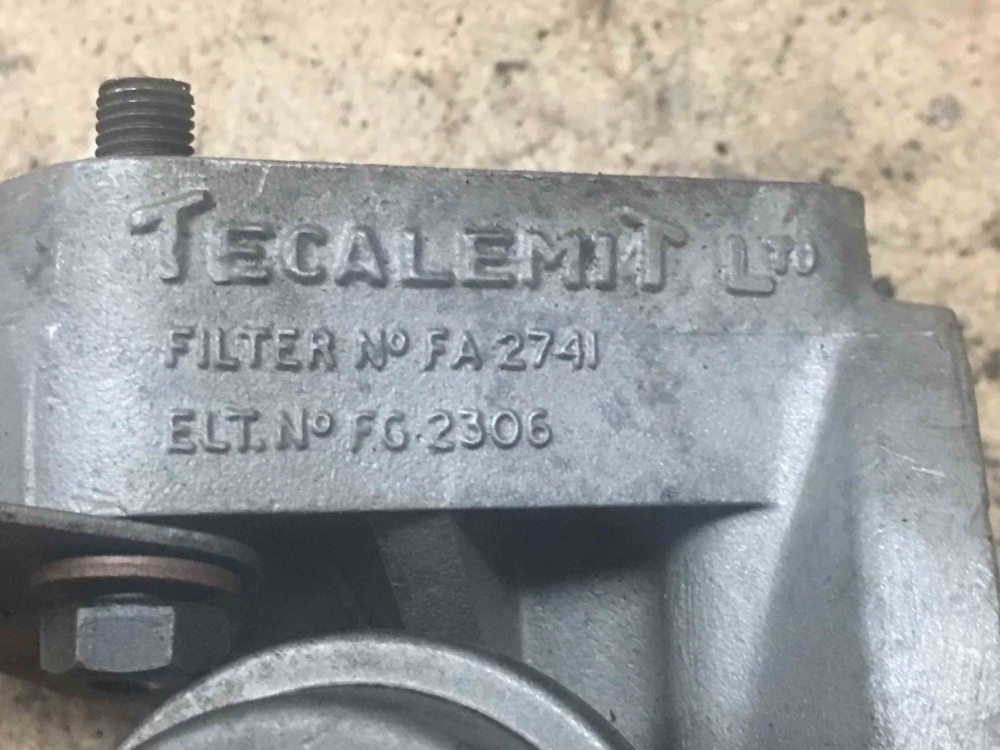 TECALEMIT LTD
FILTER Nº FA 2741
ELT. Nº FG·2306